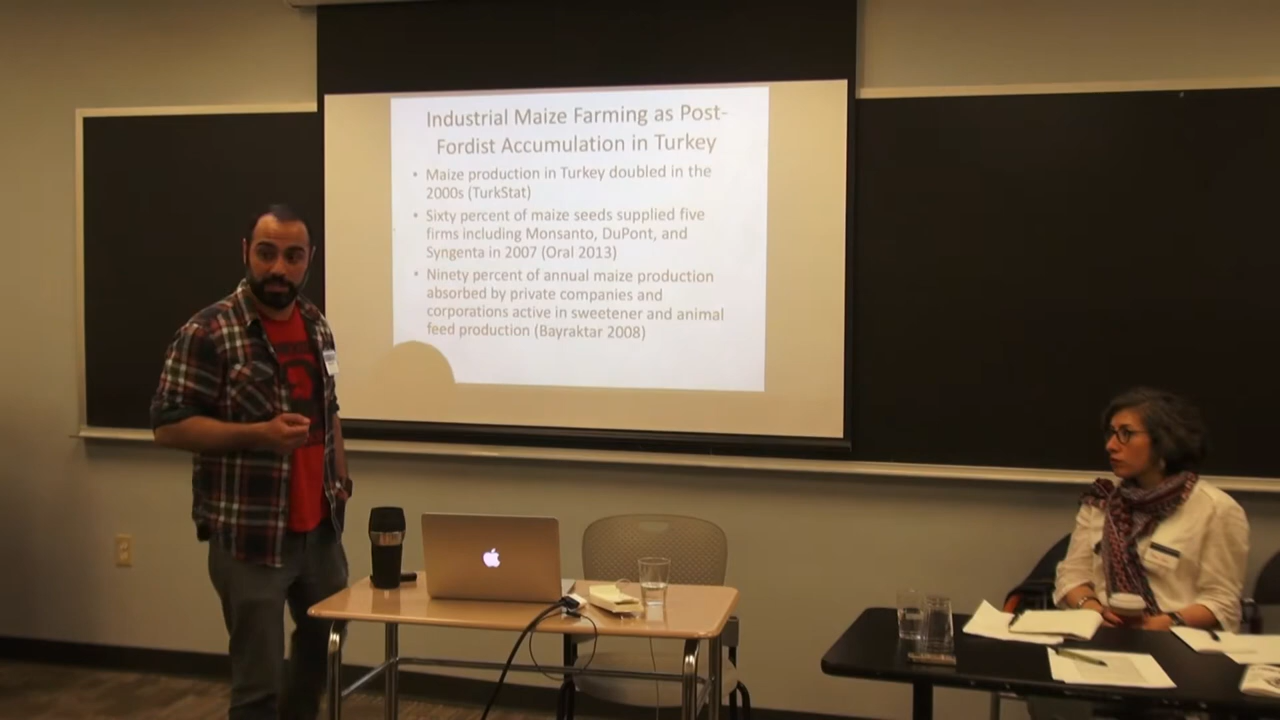 Industrial Maize Farming as Post-
Fordist Accumulation in Turkey
• Maize production in Turkey doubled in the
2000s (TurkStat)
• Sixty percent of maize seeds supplied five
firms including Monsanto, DuPont, and
Syngenta in 2007 (Oral 2013)
• Ninety percent of annual maize production
absorbed by private companies and
corporations active in sweetener and animal
feed production (Bayraktar 2008)